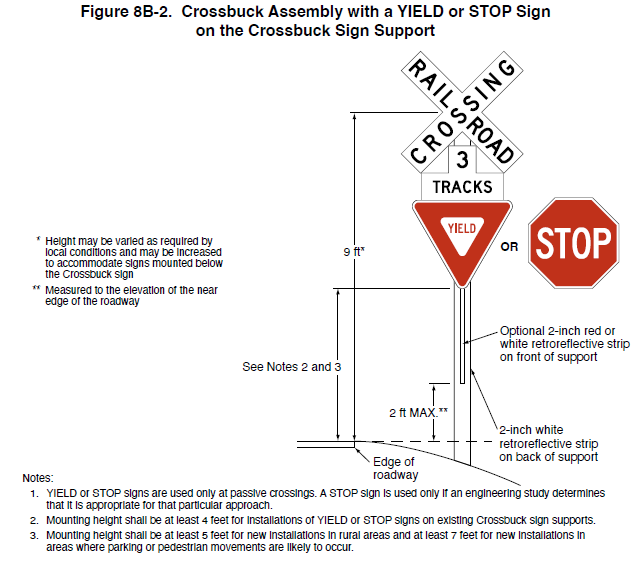 Figure 8B-2. Crossbuck Assembly with a YIELD or STOP Sign
on the Crossbuck Sign Support
RAILROAD
CROSSING
3
TRACKS
YIELD
OR
STOP
9 ft*
* Height may be varied as required by
local conditions and may be increased
to accommodate signs mounted below
the Crossbuck sign
** Measured to the elevation of the near
edge of the roadway
Optional 2-inch red or
white retroreflective strip
on front of support
See Notes 2 and 3
2 ft MAX.**
2-inch white
retroreflective strip
on back of support
Edge of
roadway
Notes:
1. YIELD or STOP signs are used only at passive crossings. A STOP sign is used only if an engineering study determines
that it is appropriate for that particular approach.
2. Mounting height shall be at least 4 feet for installations of YIELD or STOP signs on existing Crossbuck sign supports.
3. Mounting height shall be at least 5 feet for new installations in rural areas and at least 7 feet for new installations in
areas where parking or pedestrian movements are likely to occur.